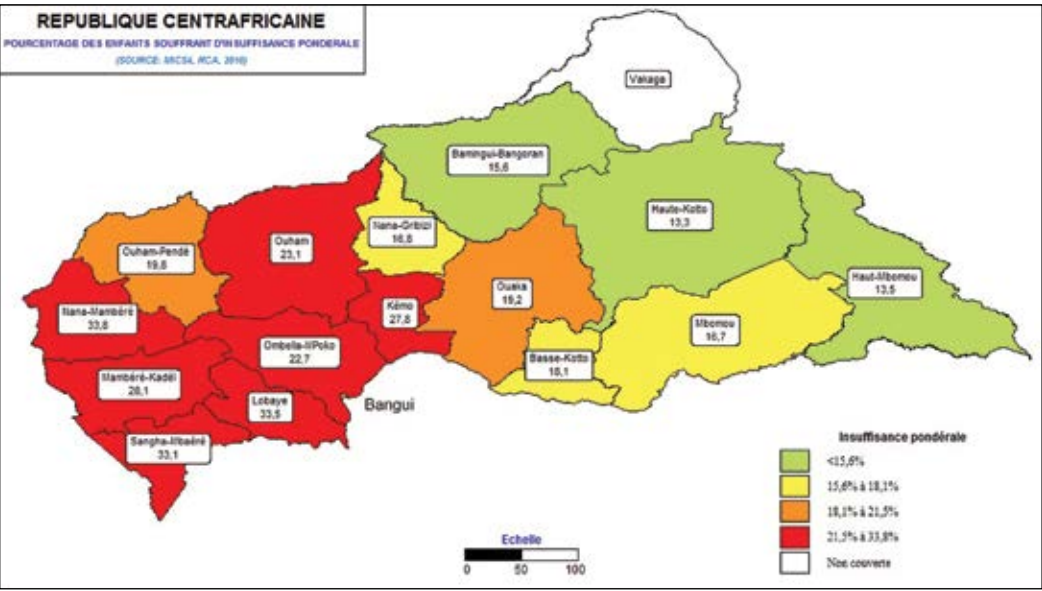 REPUBLIQUE CENTRAFRICAINE
POURCENTAGE DES ENFANTS SOUFFRANT D'INSUFFISANCE PONDERALE
(SOURCE: MICS4, RCA, 2010)
Vakaga
Bamingui-Bangoran
15,6
Haute-Kotto
13,3
Nana-Gribizi
16,8
Ouham
23,1
Ouham-Pendé
19,8
Haut-Mbomou
13,5
Ouaka
19,2
Kémo
27,8
Nana-Mambéré
33,8
Mbomou
16,7
Ombella-M'Poko
22,7
Basse-Kotto
18,1
Mambéré-Kadéï
28,1
Lobaye
33,5
Bangui
Sangha-Mbaéré
33,1
Insuffisance pondérale
<15,6%
15,6% à 18,1%
18,1% à 21,5%
21,5% à 33,8%
Non couverte
Echelle
0 50 100